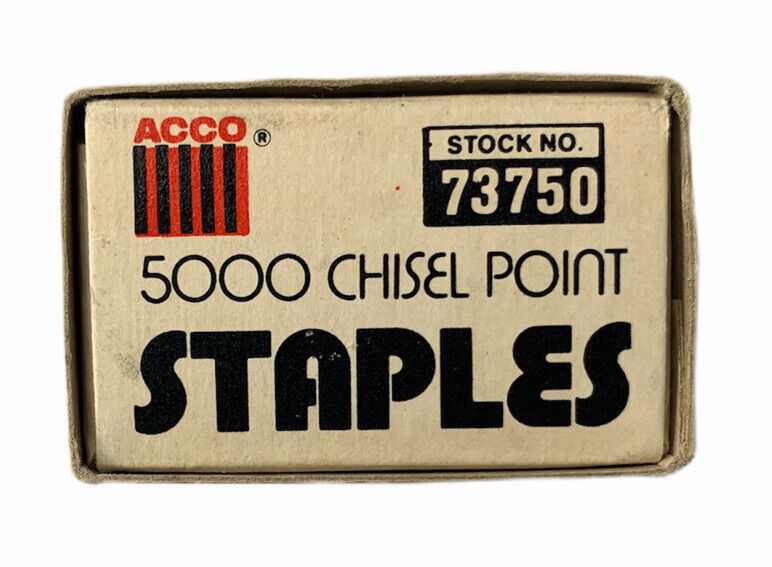 ACCO ®
STOCK NO.
73750
5000 CHISEL POINT
STAPLES